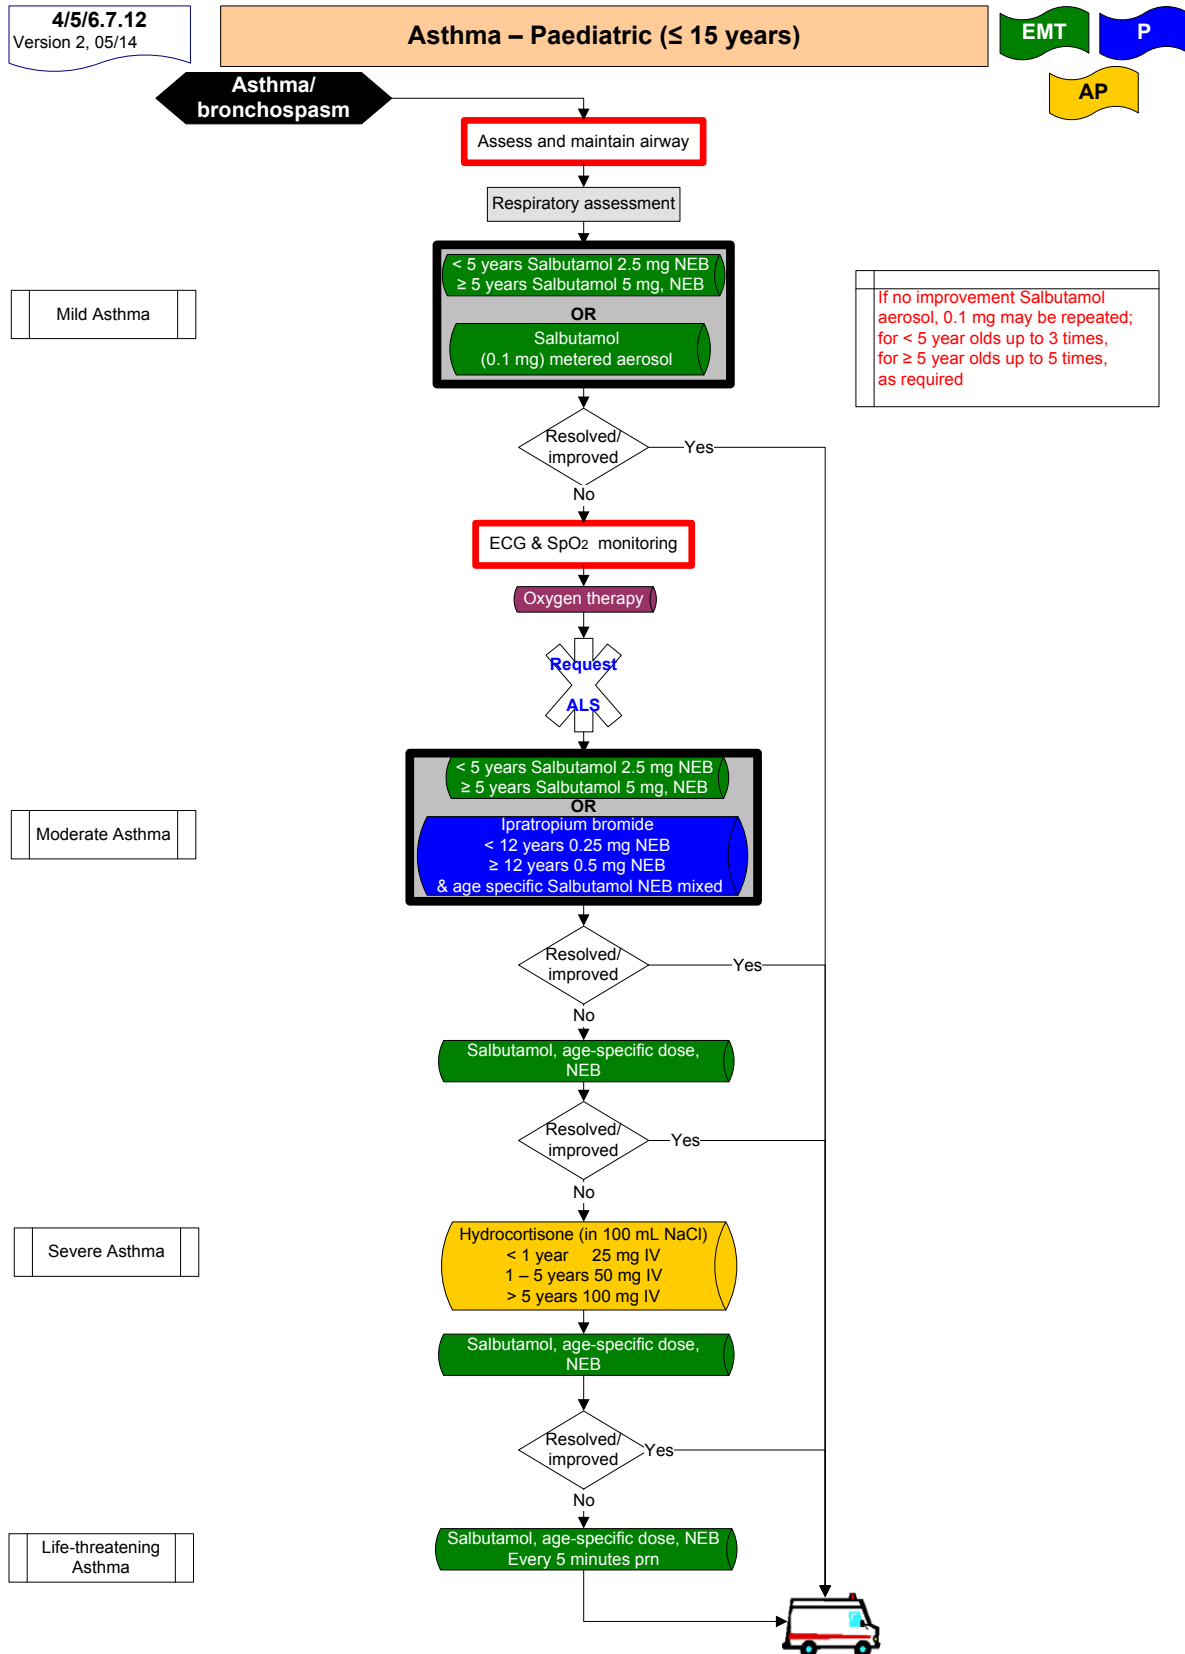 4/5/6.7.12
Version 2, 05/14
Asthma – Paediatric (≤ 15 years)
EMT
P
AP
Asthma/
bronchospasm
Assess and maintain airway
Respiratory assessment
Mild Asthma
< 5 years Salbutamol 2.5 mg NEB
≥ 5 years Salbutamol 5 mg, NEB
OR
Salbutamol
(0.1 mg) metered aerosol
If no improvement Salbutamol
aerosol, 0.1 mg may be repeated;
for < 5 year olds up to 3 times,
for ≥ 5 year olds up to 5 times,
as required
Resolved/
improved
Yes
No
ECG & SpO2 monitoring
Oxygen therapy
Request
ALS
Moderate Asthma
< 5 years Salbutamol 2.5 mg NEB
≥ 5 years Salbutamol 5 mg, NEB
OR
Ipratropium bromide
< 12 years 0.25 mg NEB
≥ 12 years 0.5 mg NEB
& age specific Salbutamol NEB mixed
Resolved/
improved
Yes
No
Salbutamol, age-specific dose,
NEB
Resolved/
improved
Yes
No
Severe Asthma
Hydrocortisone (in 100 mL NaCl)
< 1 year 25 mg IV
1 – 5 years 50 mg IV
> 5 years 100 mg IV
Salbutamol, age-specific dose,
NEB
Resolved/
improved
Yes
No
Life-threatening
Asthma
Salbutamol, age-specific dose, NEB
Every 5 minutes prn